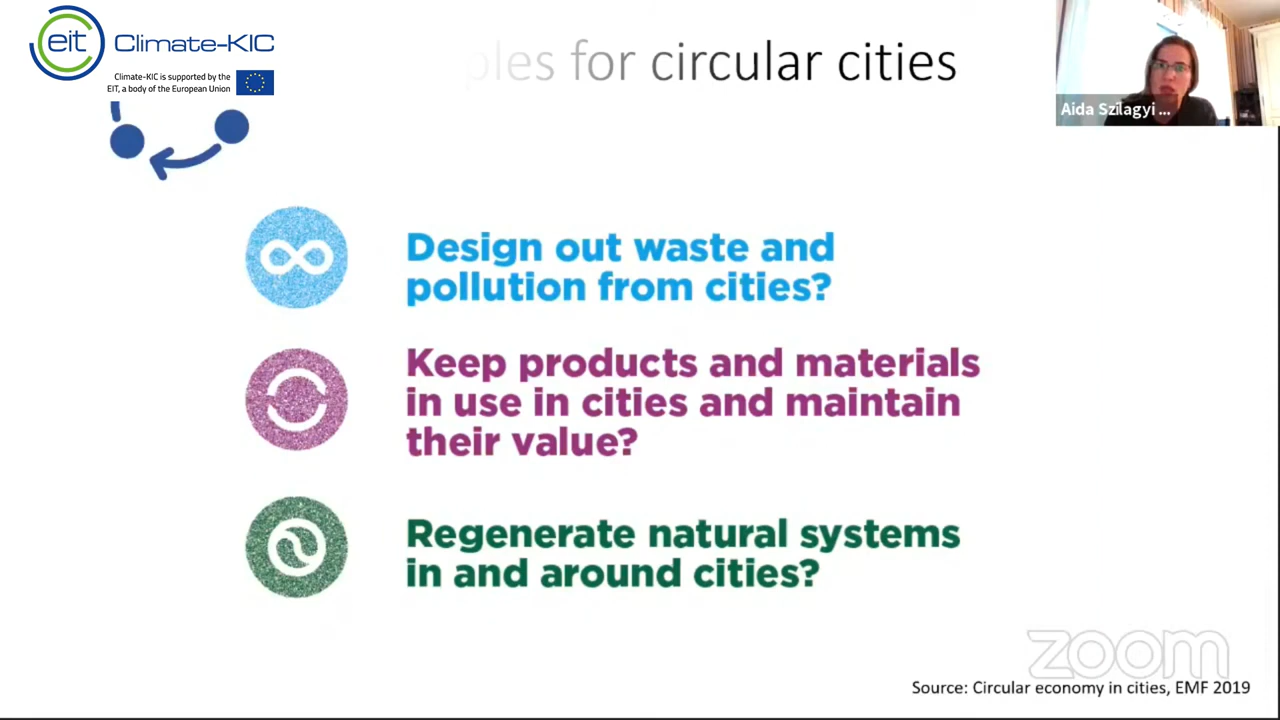 eit Climate-KIC
Climate-KIC is supported by the
EIT, a body of the European Union
for circular cities
Aida Szilagyi ...
Design out waste and
pollution from cities?
Keep products and materials
in use in cities and maintain
their value?
Regenerate natural systems
in and around cities?
zoom
Source: Circular economy in cities, EMF 2019